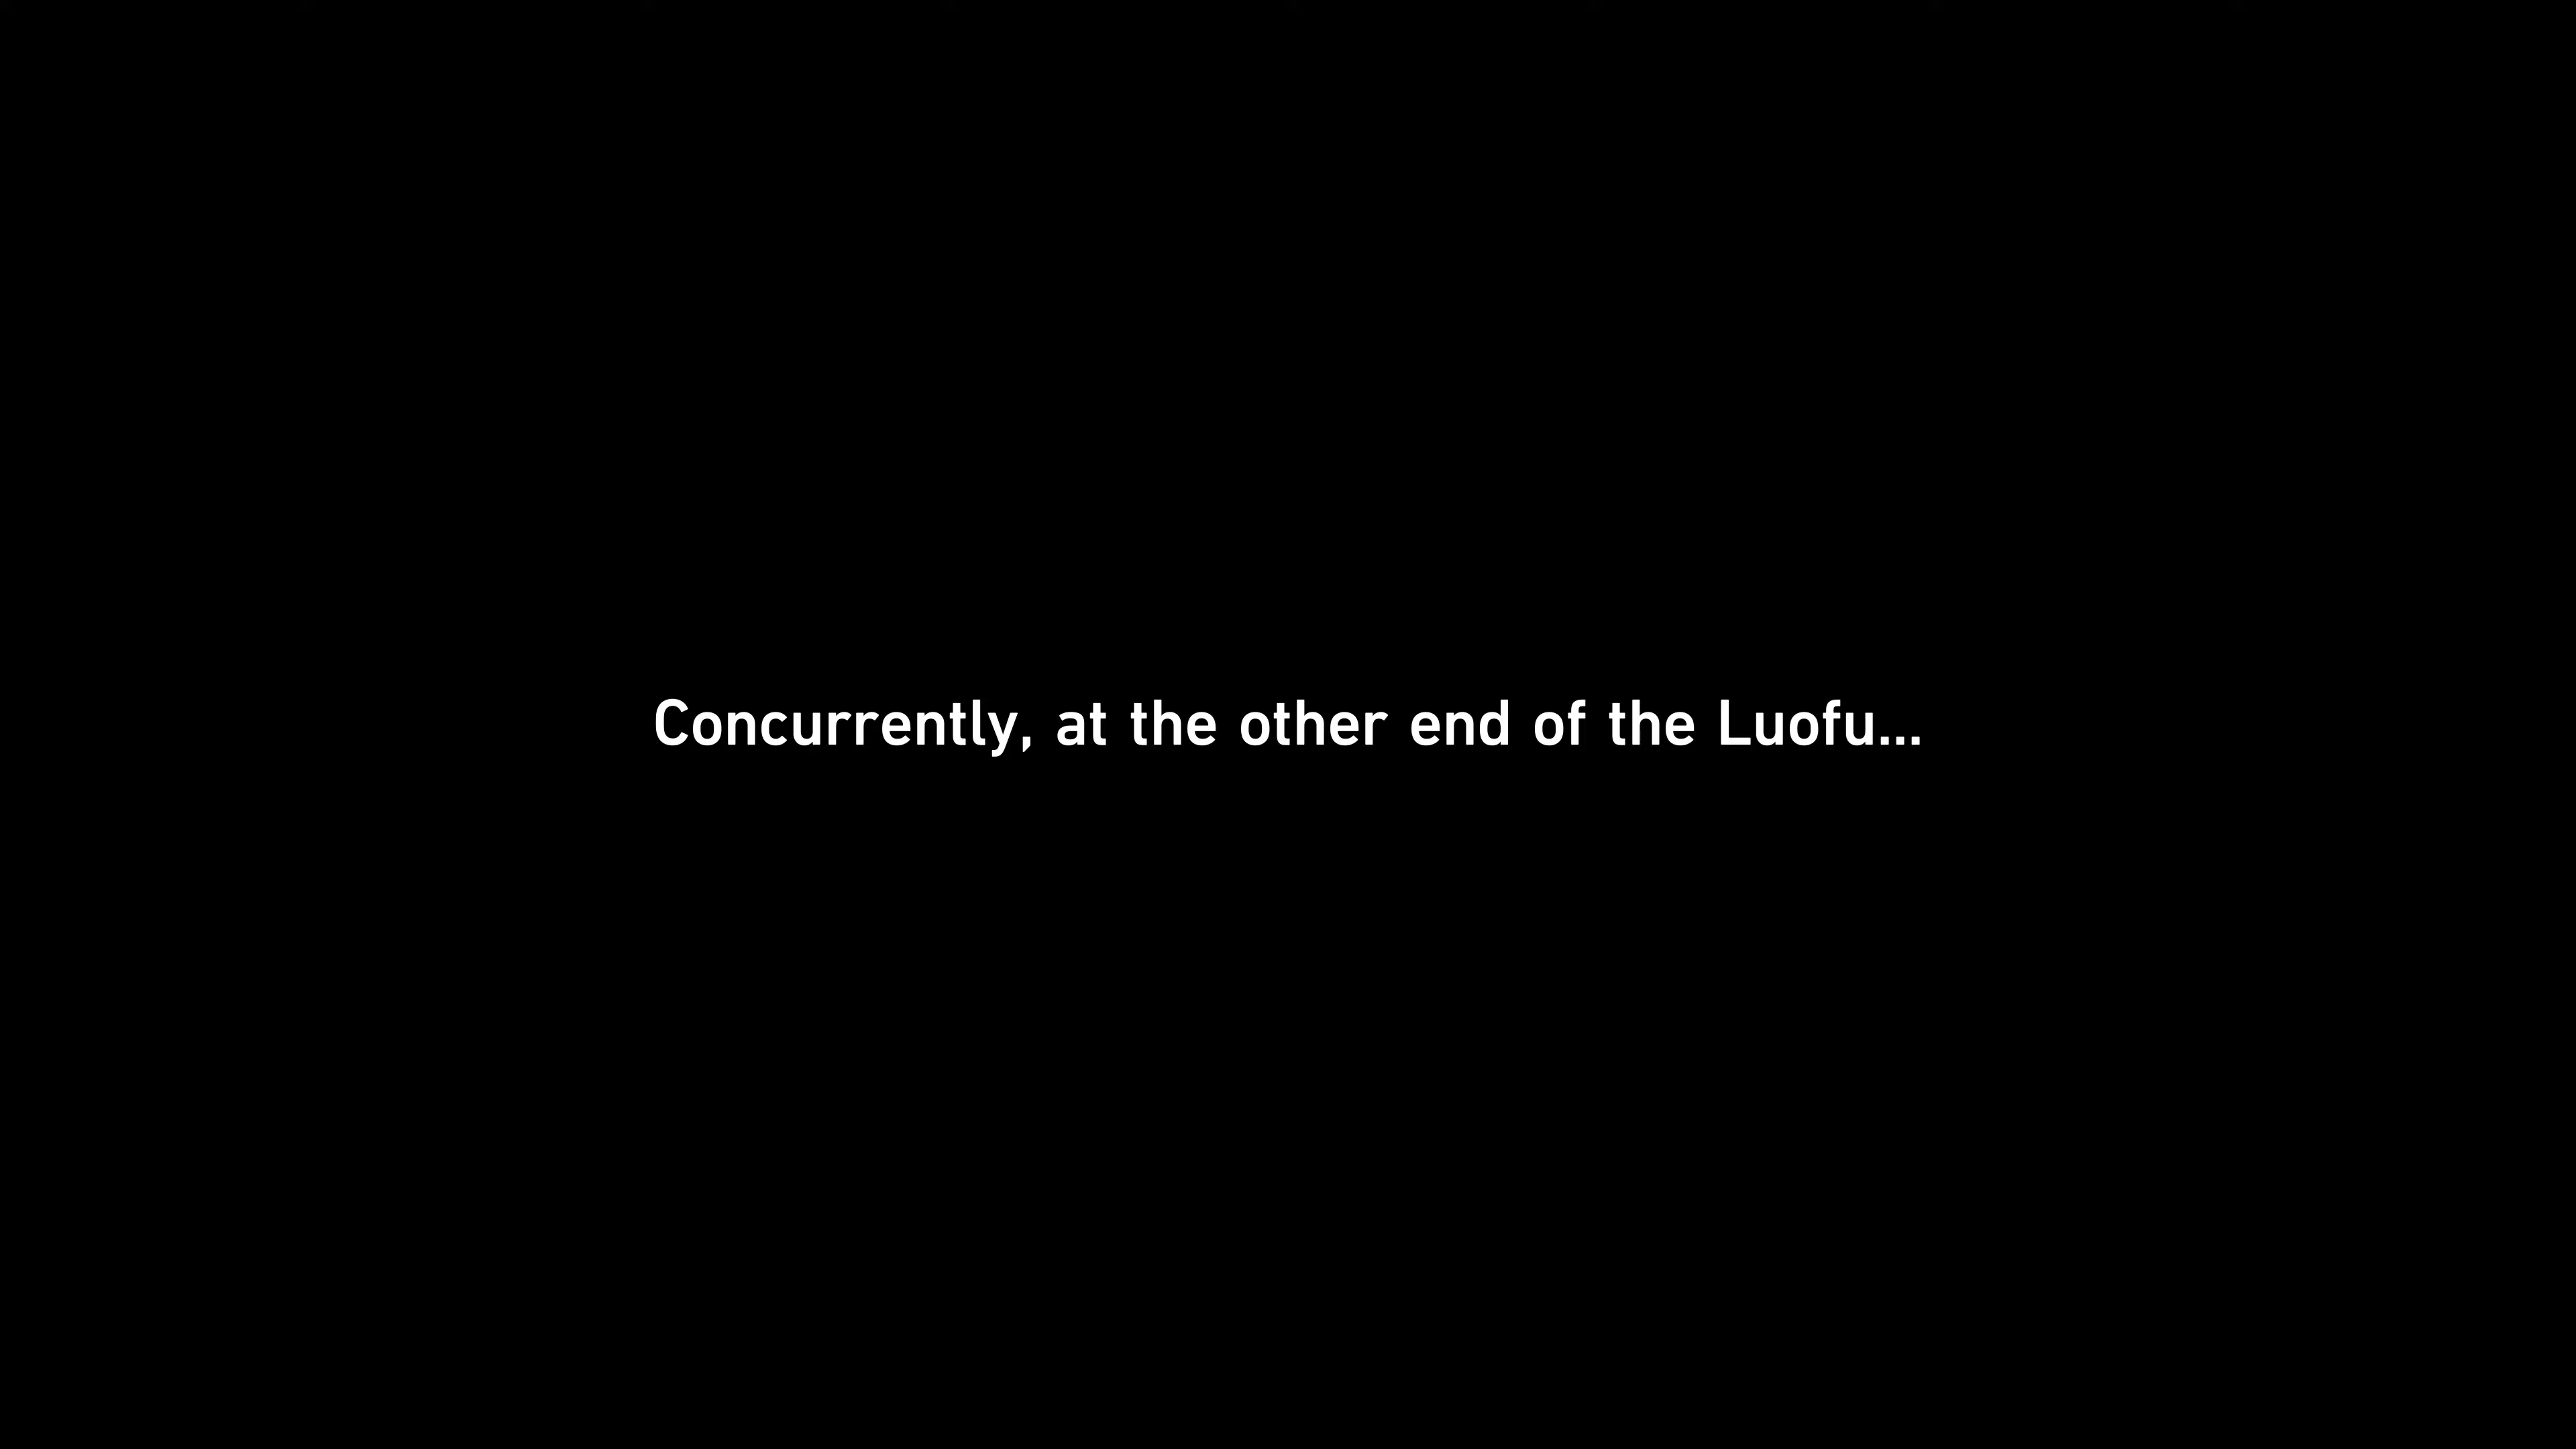 Concurrently, at the other end of the Luofu...